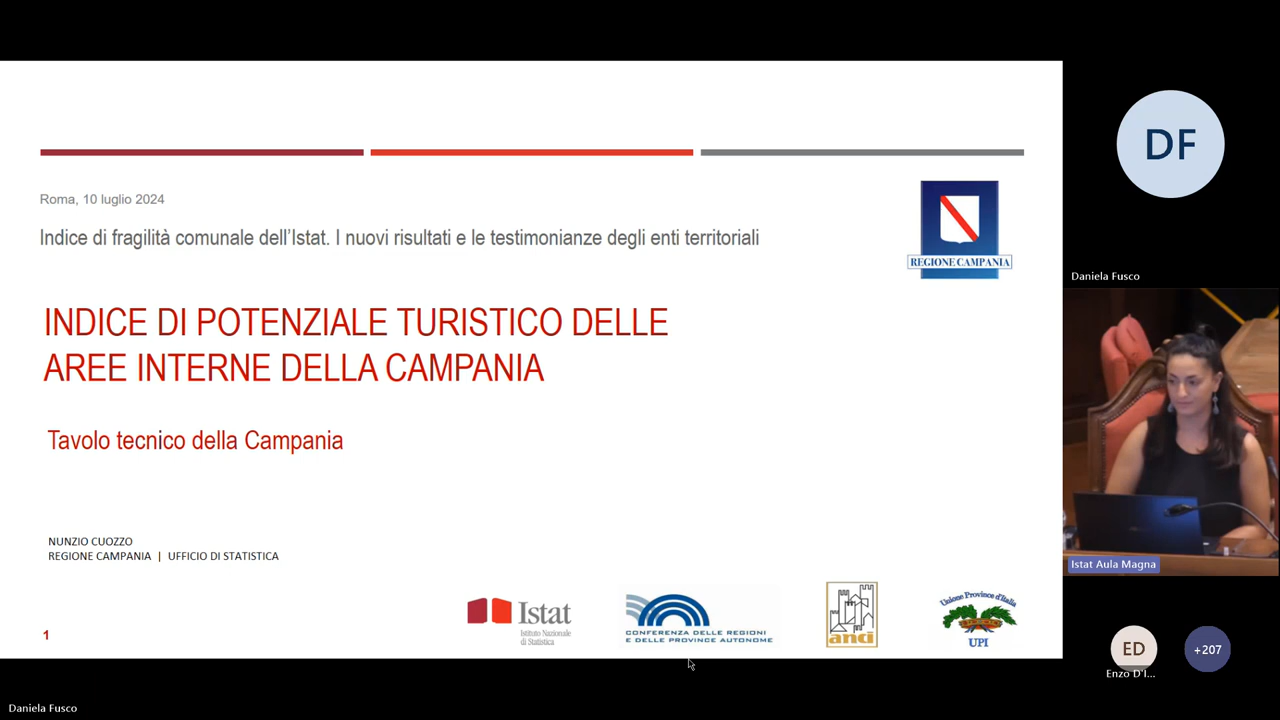 Roma, 10 luglio 2024
Indice di fragilità comunale dell'Istat. I nuovi risultati e le testimonianze degli enti territoriali
REGIONE CAMPANIA
INDICE DI POTENZIALE TURISTICO DELLE
AREE INTERNE DELLA CAMPANIA
Tavolo tecnico della Campania
NUNZIO CUOZZO
REGIONE CAMPANIA | UFFICIO DI STATISTICA
1
Istat
Istituto Nazionale
di Statistica
CONFERENZA DELLE REGIONI
E DELLE PROVINCE AUTONOME
anci
Unione Province d'Italia
UPI
DF
Daniela Fusco
Istat Aula Magna
ED
Enzo D'I...
+207
Daniela Fusco